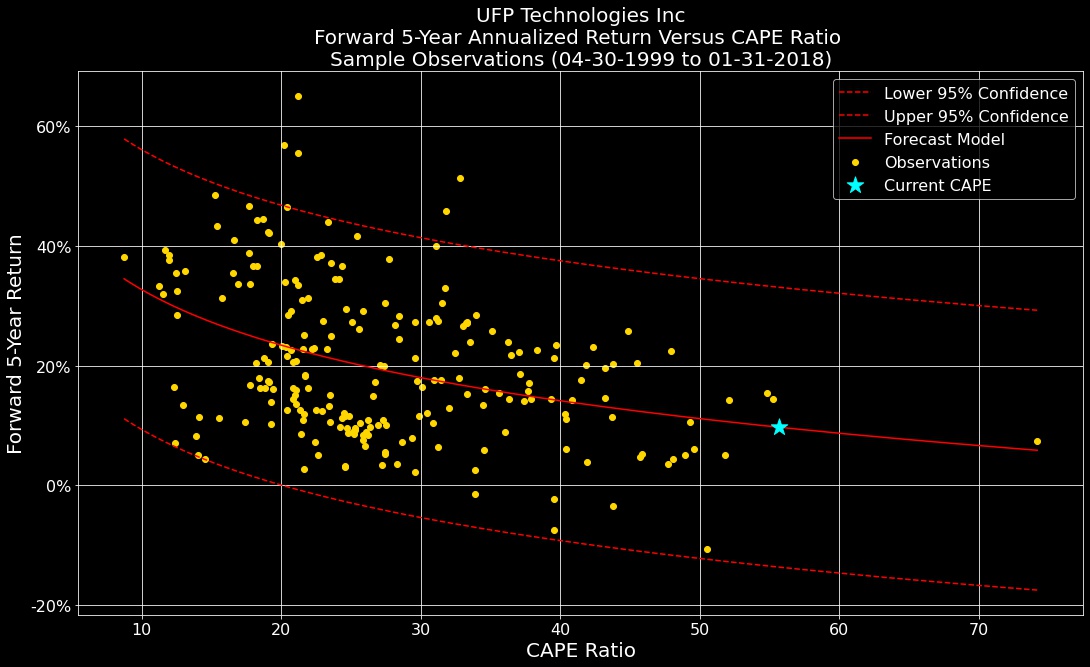 UFP Technologies Inc
Forward 5-Year Annualized Return Versus CAPE Ratio
Sample Observations (04-30-1999 to 01-31-2018)
Lower 95% Confidence
Upper 95% Confidence
Forecast Model
Observations
Current CAPE
Forward 5-Year Return
60%
40%
20%
0%
-20%
10 20 30 40 50 60 70
CAPE Ratio